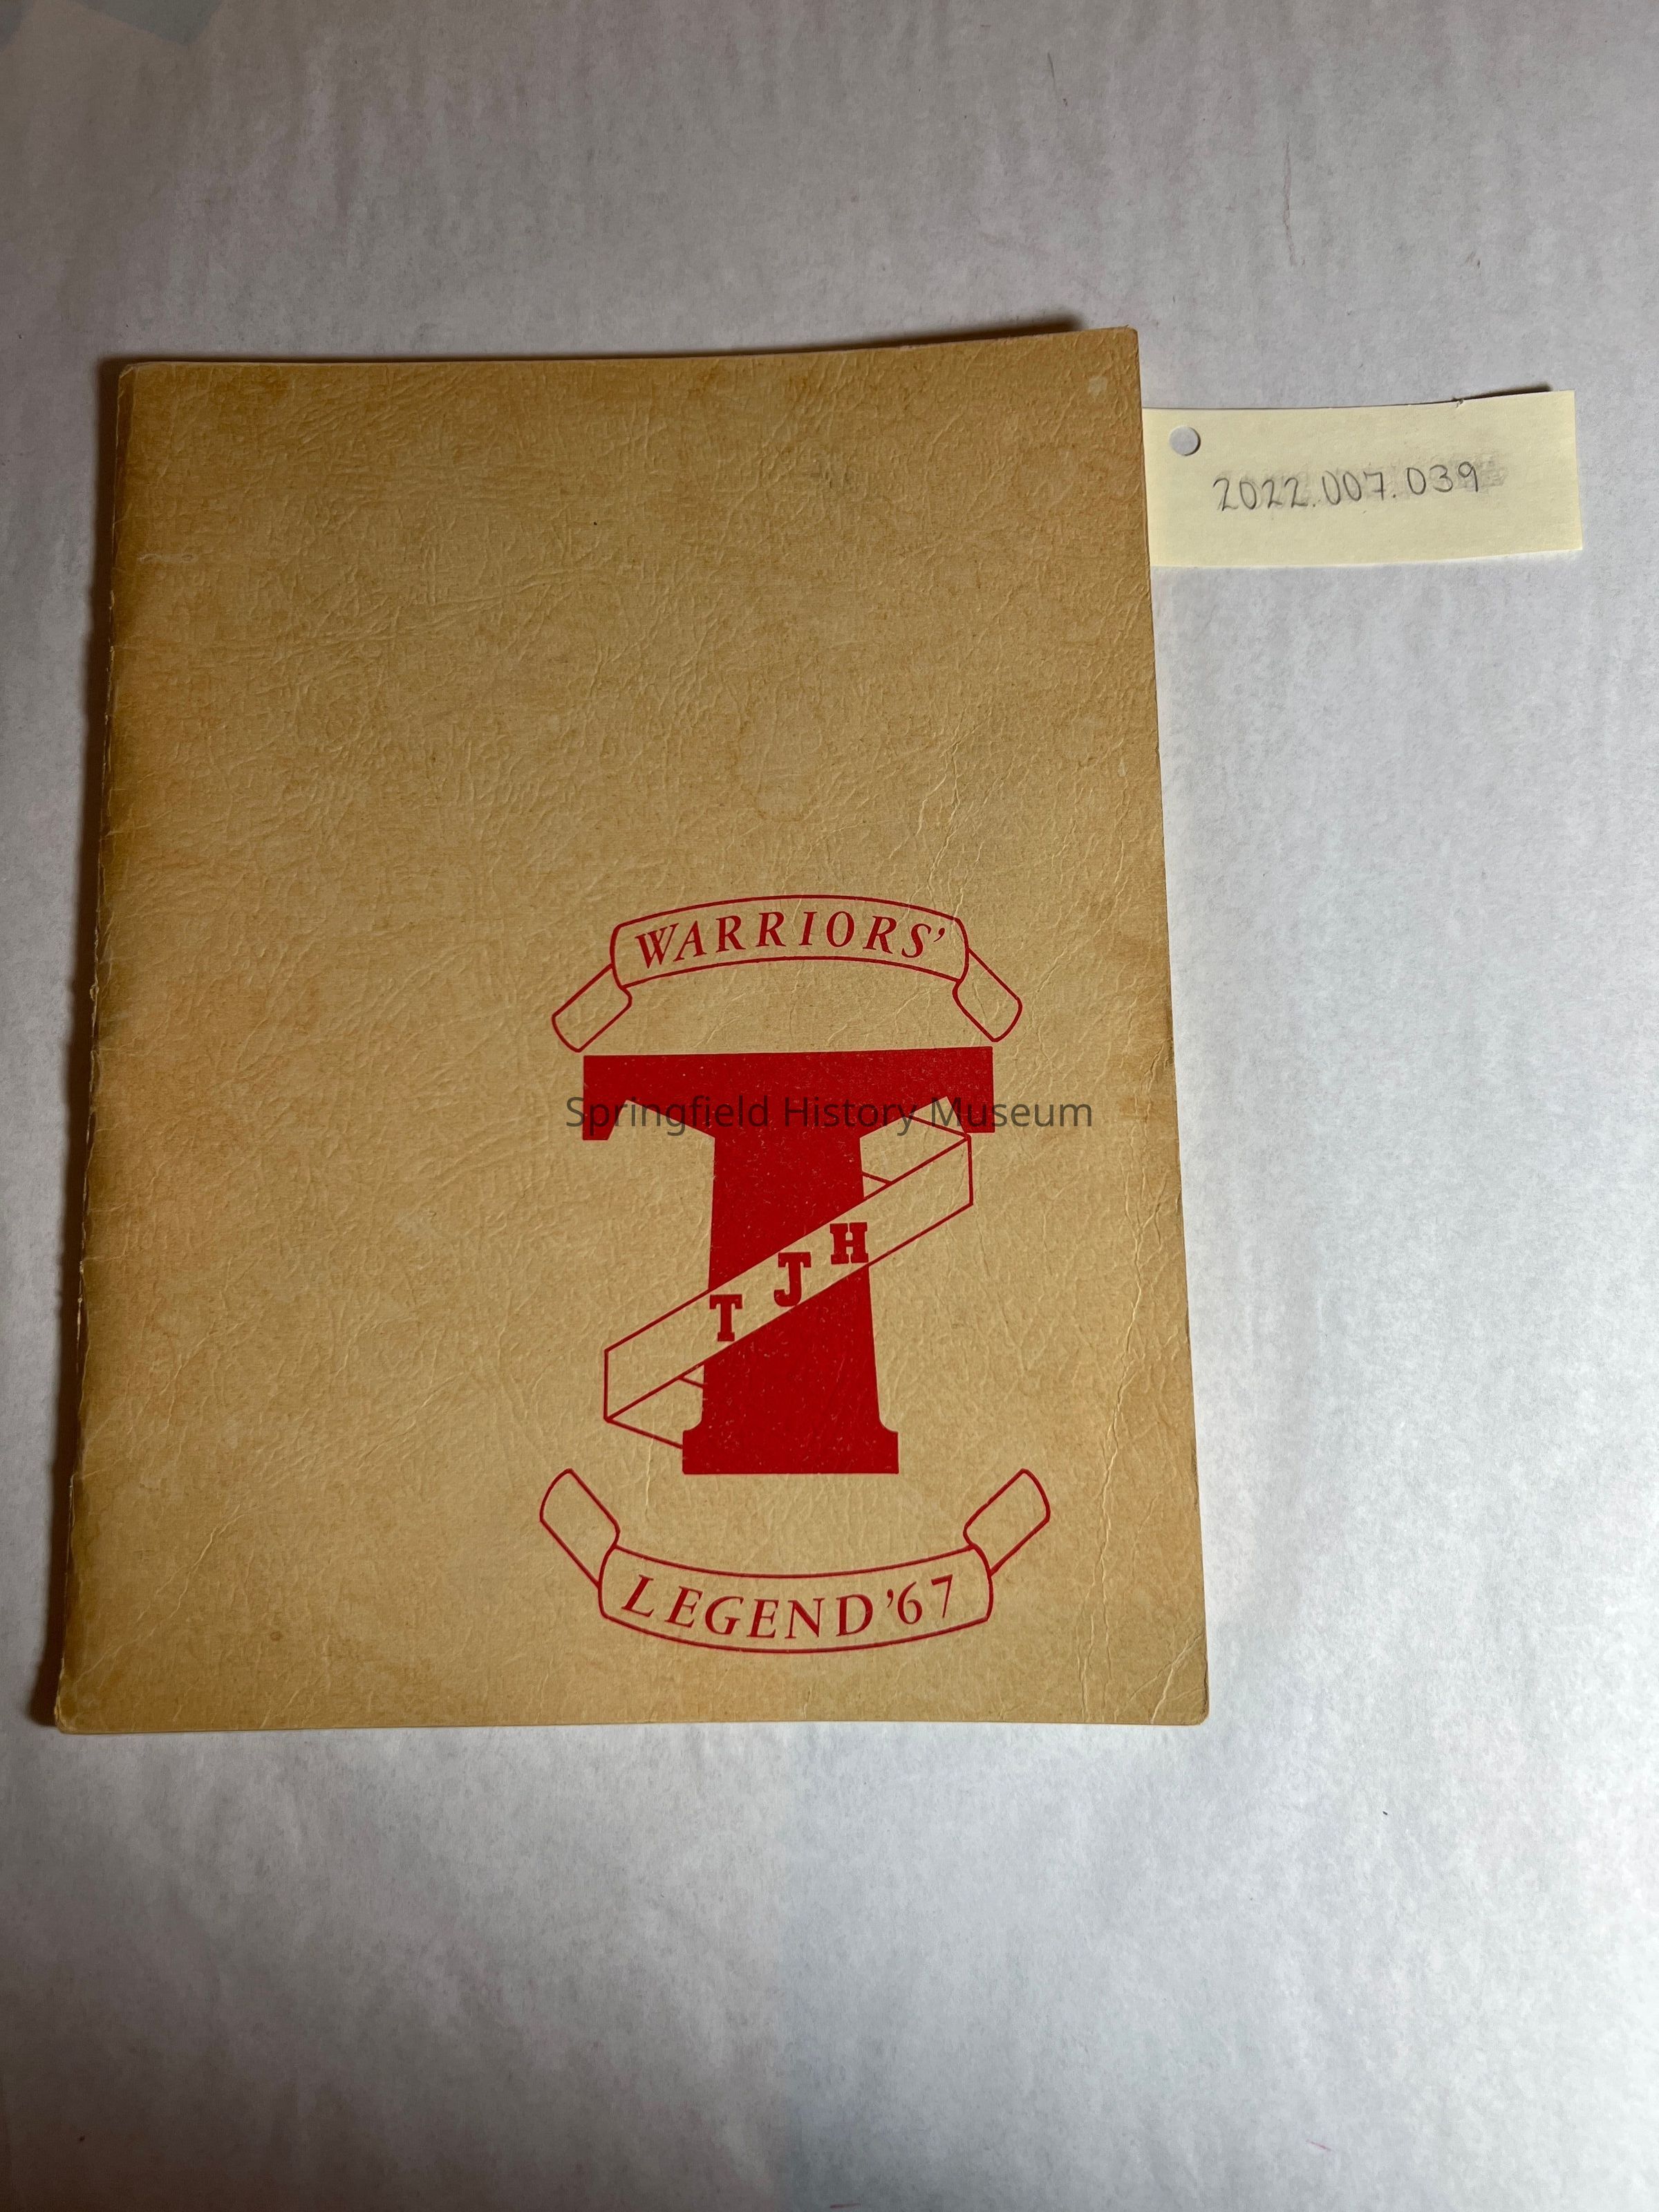 2022.007.039
WARRIORS'
Springfield History Museum
T J H
LEGEND '67